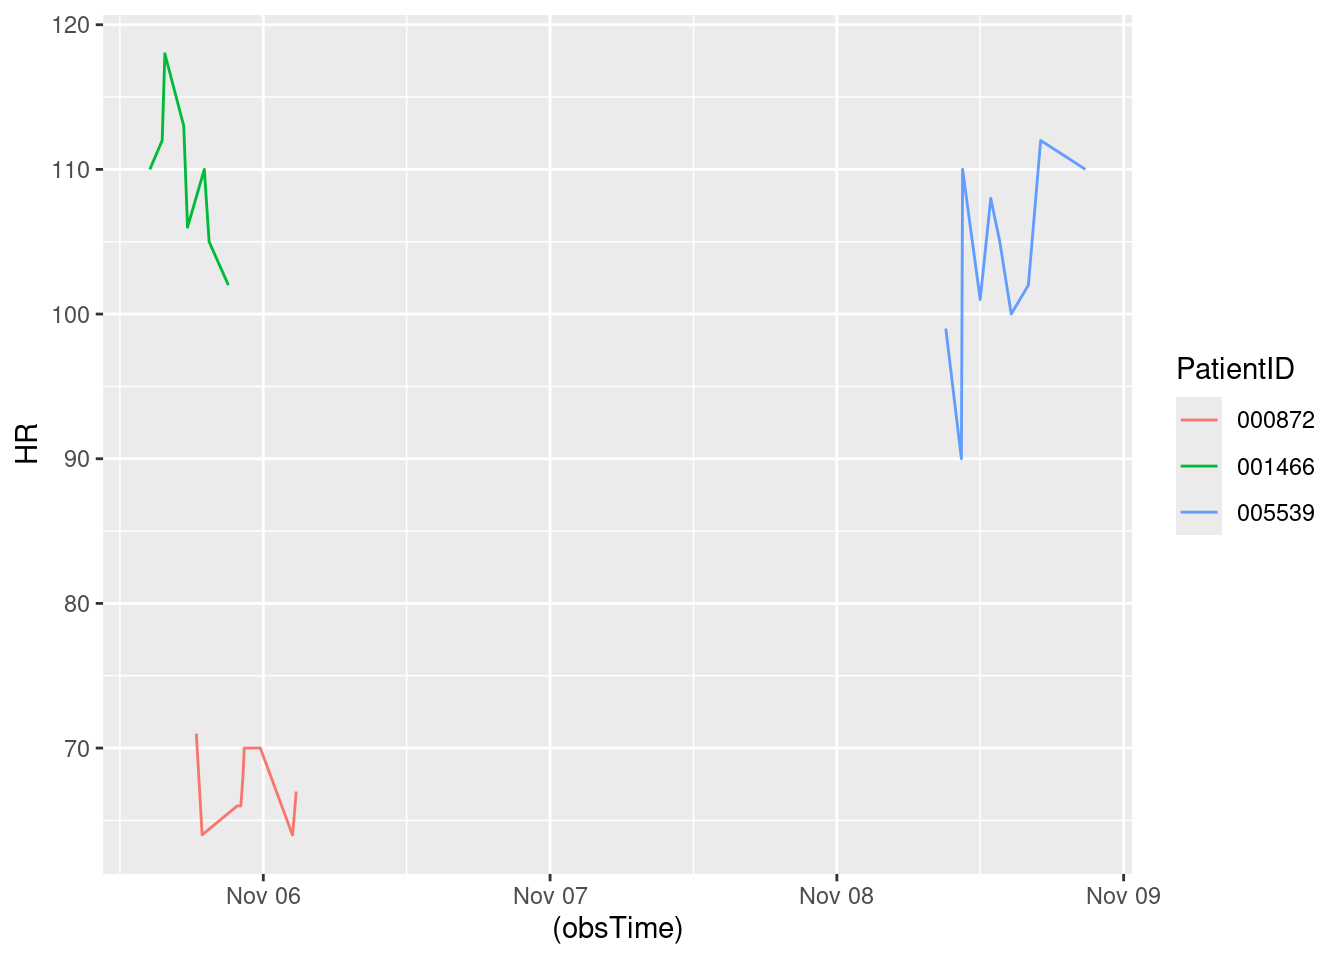 120
110
100
90
80
70
HR
Nov 06
Nov 07
Nov 08
Nov 09
(obsTime)
PatientID
000872
001466
005539